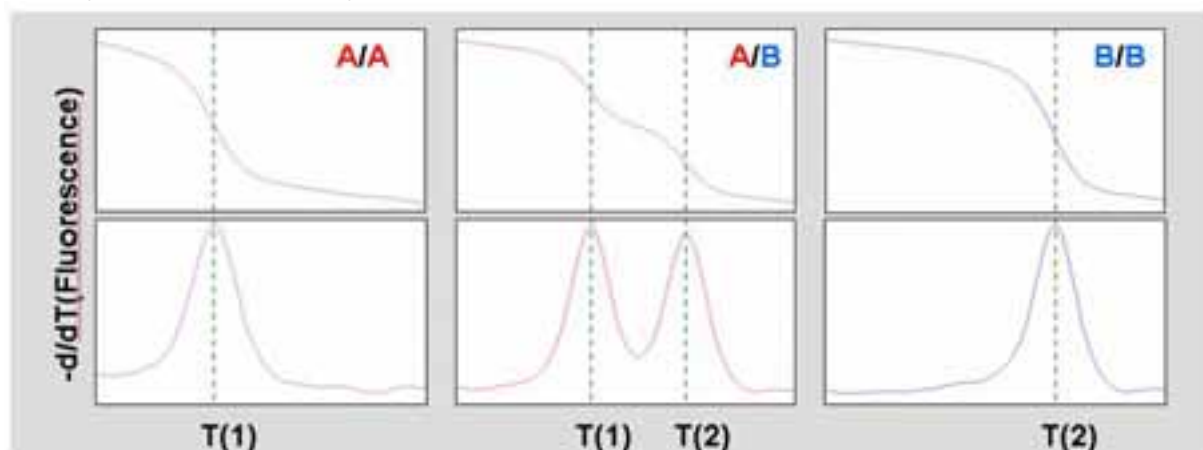 A/A
A/B
B/B
-d/dT(Fluorescence)
T(1)
T(1) T(2)
T(2)